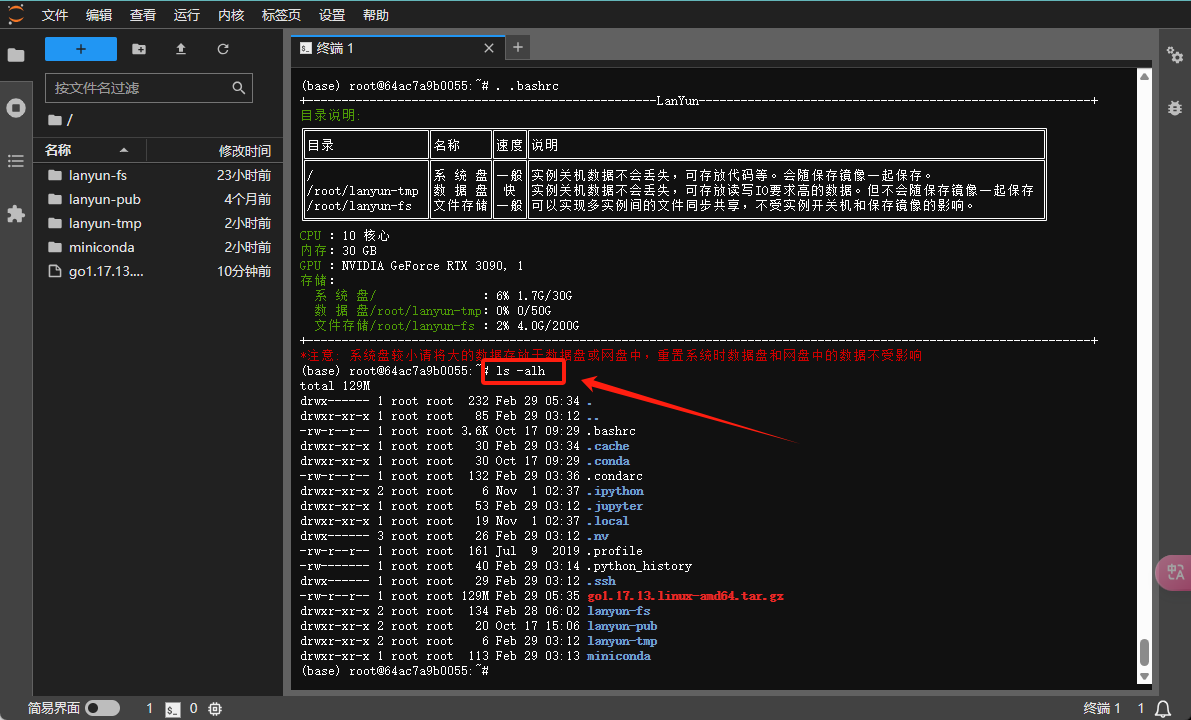 文件 编辑 查看 运行 内核 标签页 设置 帮助
终端 1
按文件名过滤
/
名称 修改时间
lanyun-fs 23小时前
lanyun-pub 4个月前
lanyun-tmp 2小时前
miniconda 2小时前
go1.17.13.... 10分钟前
(base) root@64ac7a9b0055:~# . .bashrc
LanYun
目录说明:
目录 名称 速度 说明
/ 系 统 盘 一般 实例关机数据不会丢失，可存放代码等。会随保存镜像一起保存。
/root/lanyun-tmp 数 据 盘 快 实例关机数据不会丢失，可存放读写IO要求高的数据。但不会随保存镜像一起保存
/root/lanyun-fs 文件存储 一般 可以实现多实例间的文件同步共享，不受实例开关机和保存镜像的影响。
CPU : 10 核心
内存: 30 GB
GPU : NVIDIA GeForce RTX 3090, 1
存储:
系 统 盘/ : 6% 1.7G/30G
数 据 盘/root/lanyun-tmp: 0% 0/50G
文件存储/root/lanyun-fs : 2% 4.0G/200G
*注意: 系统盘较小请将大的数据存放于数据盘或网盘中，重置系统时数据盘和网盘中的数据不受影响
(base) root@64ac7a9b0055:~# ls -alh
total 129M
drwx------ 1 root root 232 Feb 29 05:34 .
drwxr-xr-x 1 root root 85 Feb 29 03:12 ..
-rw-r--r-- 1 root root 3.6K Oct 17 09:29 .bashrc
drwxr-xr-x 1 root root 30 Feb 29 03:34 .cache
drwxr-xr-x 1 root root 30 Oct 17 09:29 .conda
-rw-r--r-- 1 root root 132 Feb 29 03:36 .condarc
drwxr-xr-x 2 root root 6 Nov 1 02:37 .ipython
drwxr-xr-x 1 root root 53 Feb 29 03:12 .jupyter
drwxr-xr-x 1 root root 19 Nov 1 02:37 .local
drwx------ 3 root root 26 Feb 29 03:12 .nv
-rw-r--r-- 1 root root 161 Jul 9 2019 .profile
-rw------- 1 root root 40 Feb 29 03:14 .python_history
drwx------ 1 root root 29 Feb 29 03:12 .ssh
-rw-r--r-- 1 root root 129M Feb 29 05:35 go1.17.13.linux-amd64.tar.gz
drwxr-xr-x 2 root root 134 Feb 28 06:02 lanyun-fs
drwxr-xr-x 2 root root 20 Oct 17 15:06 lanyun-pub
drwxr-xr-x 2 root root 6 Feb 29 03:12 lanyun-tmp
drwxr-xr-x 1 root root 113 Feb 29 03:13 miniconda
(base) root@64ac7a9b0055:~#
中A
简易界面 1 $_ 0 终端 1 1